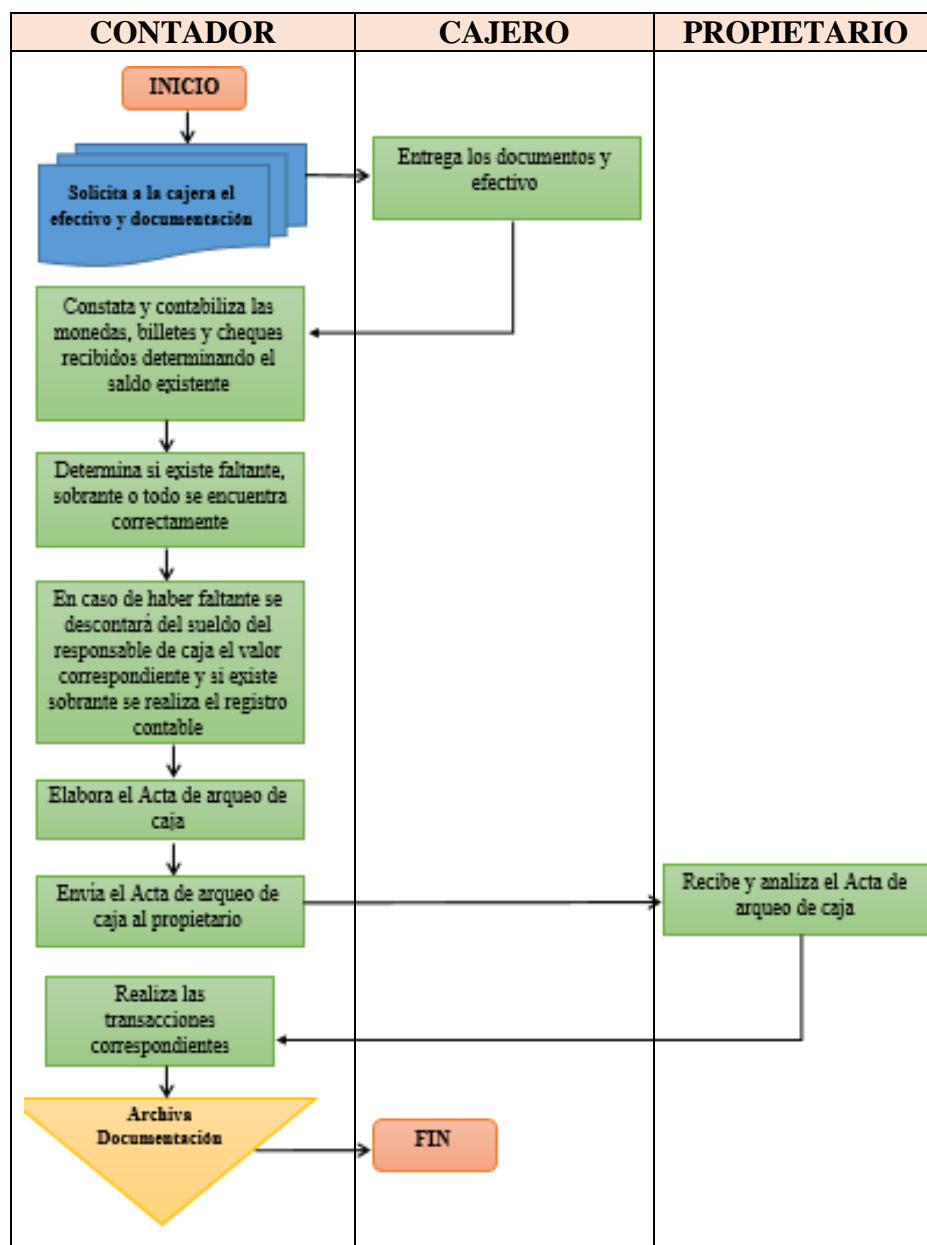 CONTADOR CAJERO PROPIETARIO
INICIO
Solicita a la cajera el
efectivo y documentación
Entrega los documentos y
efectivo
Constata y contabiliza las
monedas, billetes y cheques
recibidos determinando el
saldo existente
Determina si existe faltante,
sobrante o todo se encuentra
correctamente
En caso de haber faltante se
descontará del sueldo del
responsable de caja el valor
correspondiente y si existe
sobrante se realiza el registro
contable
Elabora el Acta de arqueo de
caja
Envia el Acta de arqueo de
caja al propietario
Recibe y analiza el Acta de
arqueo de caja
Realiza las
transacciones
correspondientes
Archiva
Documentación
FIN